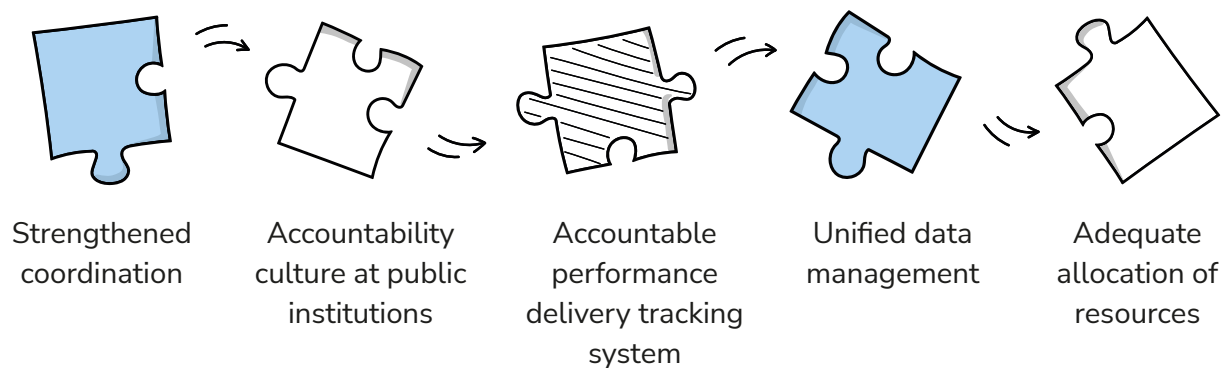 Strengthened
coordination
Accountability
culture at public
institutions
Accountable
performance
delivery tracking
system
Unified data
management
Adequate
allocation of
resources